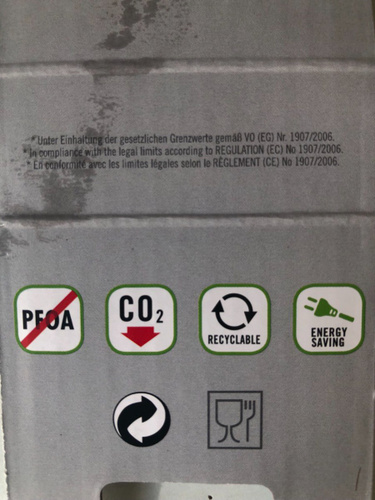 * Unter Einhaltung der gesetzlichen Grenzwerte gemäß VO (EG) Nr. 1907/2006.
* In compliance with the legal limits according to REGULATION (EC) No 1907/2006.
* En conformité avec les limites légales selon le RÈGLEMENT (CE) No 1907/2006.
PFOA
CO₂
RECYCLABLE
ENERGY
SAVING